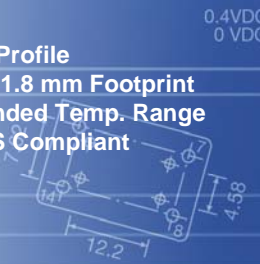 0.4VDC
0 VDC
Profile
1.8 mm Footprint
nded Temp. Range
S Compliant
7
14
8
4.58
12.2